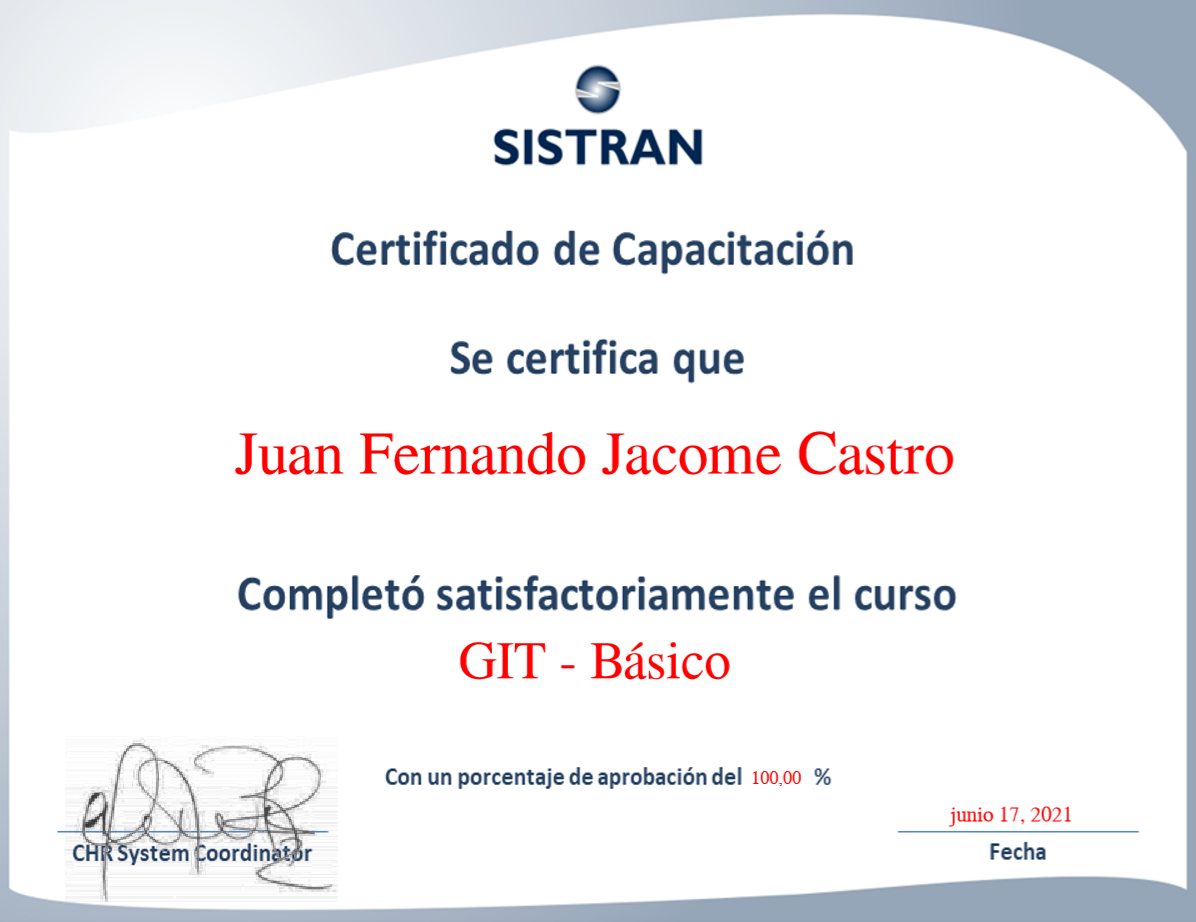 SISTRAN
Certificado de Capacitación
Se certifica que
Juan Fernando Jacome Castro
Completó satisfactoriamente el curso
GIT - Básico
Con un porcentaje de aprobación del 100,00 %
junio 17, 2021
CHR System Coordinator
Fecha